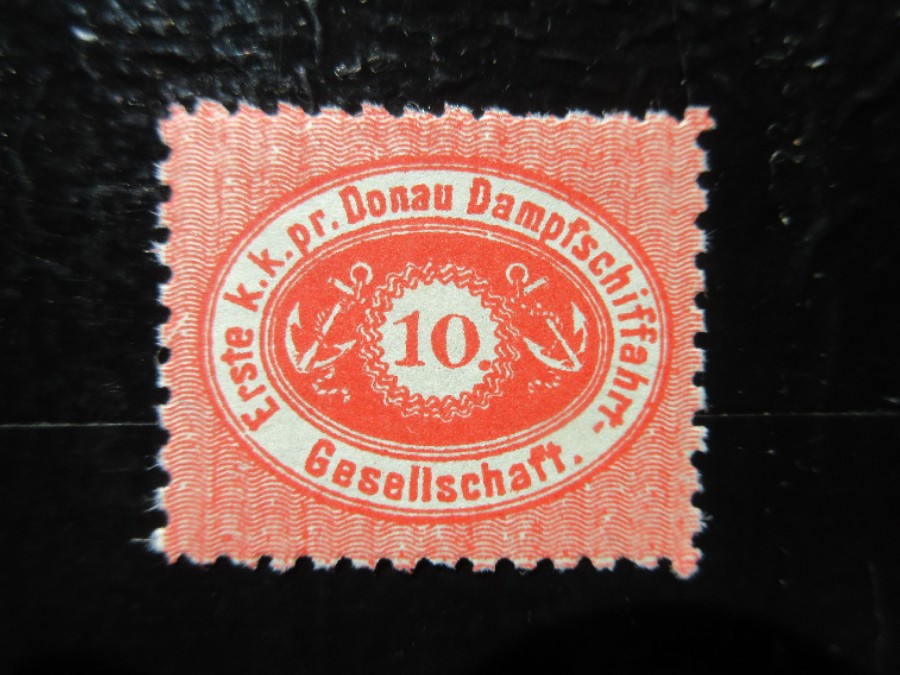 Erste k.k.pr. Donau Dampfschiffahrt-
Gesellschaft.
10.